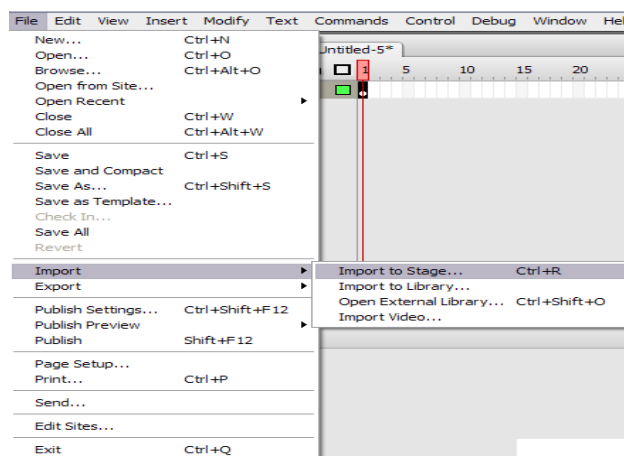 File Edit View Insert Modify Text Commands Control Debug Window Hel
New... Ctrl+N
Open... Ctrl+O
Browse... Ctrl+Alt+O
Open from Site...
Open Recent
Close Ctrl+W
Close All Ctrl+Alt+W
Save Ctrl+S
Save and Compact
Save As... Ctrl+Shift+S
Save as Template...
Check In...
Save All
Revert
Import
Export
Publish Settings... Ctrl+Shift+F12
Publish Preview
Publish Shift+F12
Page Setup...
Print... Ctrl+P
Send...
Edit Sites...
Exit Ctrl+Q
Untitled-5*
1 5 10 15 20
Import to Stage... Ctrl+R
Import to Library...
Open External Library... Ctrl+Shift+O
Import Video...